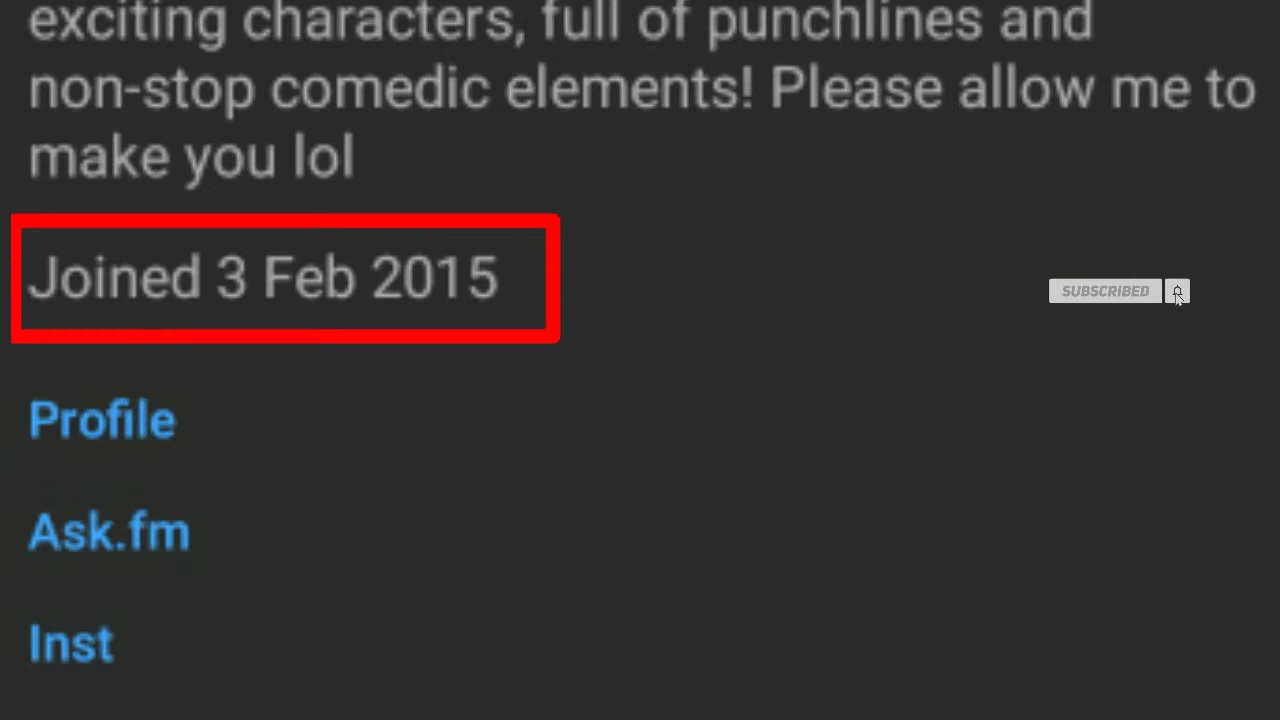 exciting characters, full of punchlines and
non-stop comedic elements! Please allow me to
make you lol
Joined 3 Feb 2015
SUBSCRIBED
Profile
Ask.fm
Inst